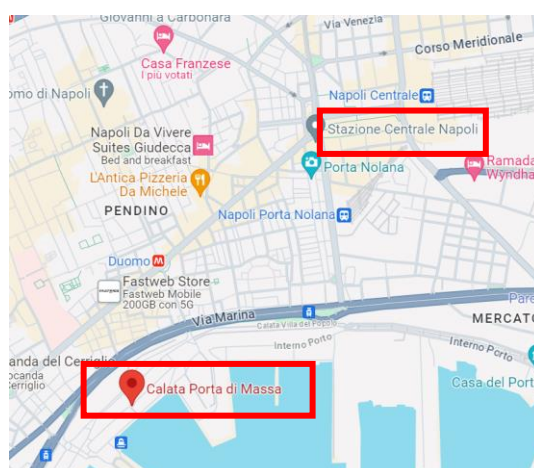 Giovanni a Carbonara
Via Venezia
Corso Meridionale
Casa Franzese
I più votati
omo di Napoli
Napoli Centrale
Stazione Centrale Napoli
Napoli Da Vivere
Suites Giudecca
Bed and breakfast
Porta Nolana
Ramada
Wyndha
L'Antica Pizzeria
Da Michele
PENDINO
Napoli Porta Nolana
Duomo
M
Fastweb Store
Fastweb Mobile
200GB con 5G
Via Marina
Calata Villa del Popolo
Interno Porto
Pare
MERCATO
Interno Porto
anda del Cerriglio
ocanda
erriglio
Calata Porta di Massa
Casa del Port